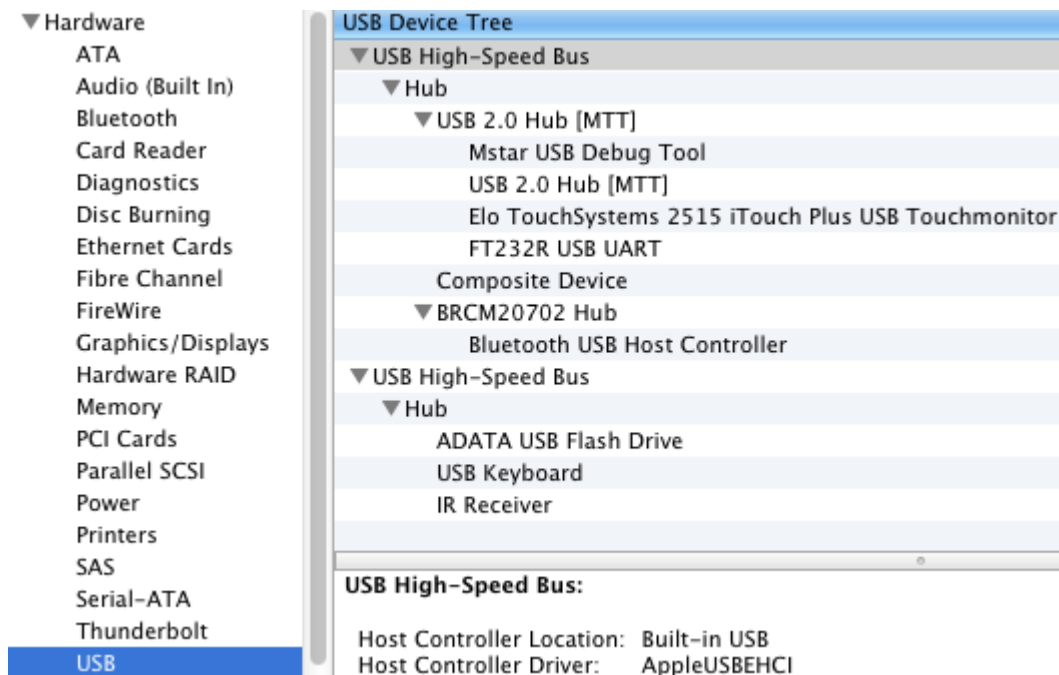 Hardware
ATA
Audio (Built In)
Bluetooth
Card Reader
Diagnostics
Disc Burning
Ethernet Cards
Fibre Channel
FireWire
Graphics/Displays
Hardware RAID
Memory
PCI Cards
Parallel SCSI
Power
Printers
SAS
Serial-ATA
Thunderbolt
USB
USB Device Tree
USB High-Speed Bus
Hub
USB 2.0 Hub [MTT]
Mstar USB Debug Tool
USB 2.0 Hub [MTT]
Elo TouchSystems 2515 iTouch Plus USB Touchmonitor
FT232R USB UART
Composite Device
BRCM20702 Hub
Bluetooth USB Host Controller
USB High-Speed Bus
Hub
ADATA USB Flash Drive
USB Keyboard
IR Receiver
USB High-Speed Bus:
Host Controller Location: Built-in USB
Host Controller Driver: AppleUSBEHCI